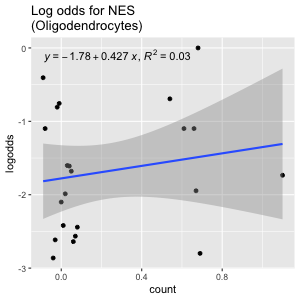 Log odds for NES
(Oligodendrocytes)
y = − 1.78 + 0.427 x, R² = 0.03
0
-1
-2
-3
logodds
0.0 0.4 0.8
count